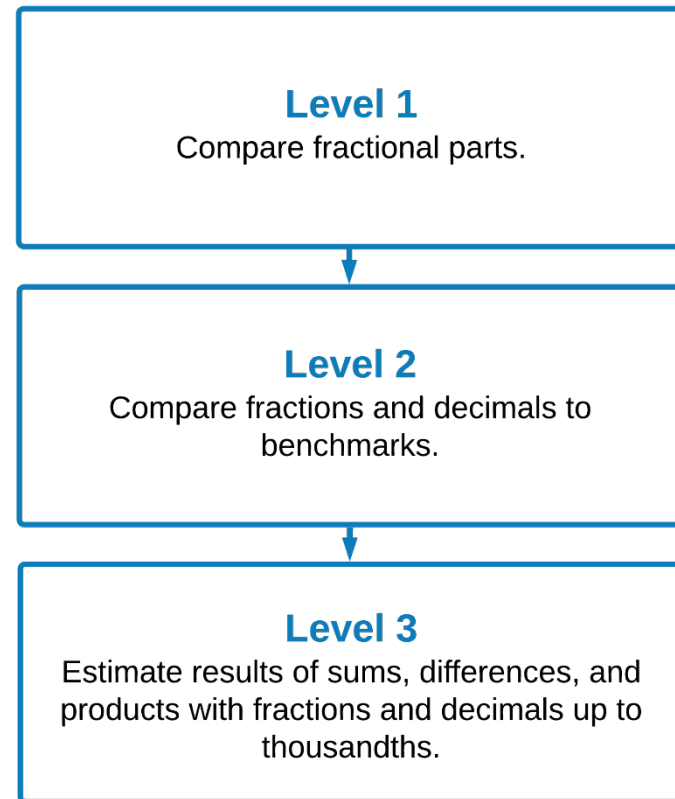 Level 1
Compare fractional parts.
Level 2
Compare fractions and decimals to
benchmarks.
Level 3
Estimate results of sums, differences, and
products with fractions and decimals up to
thousandths.